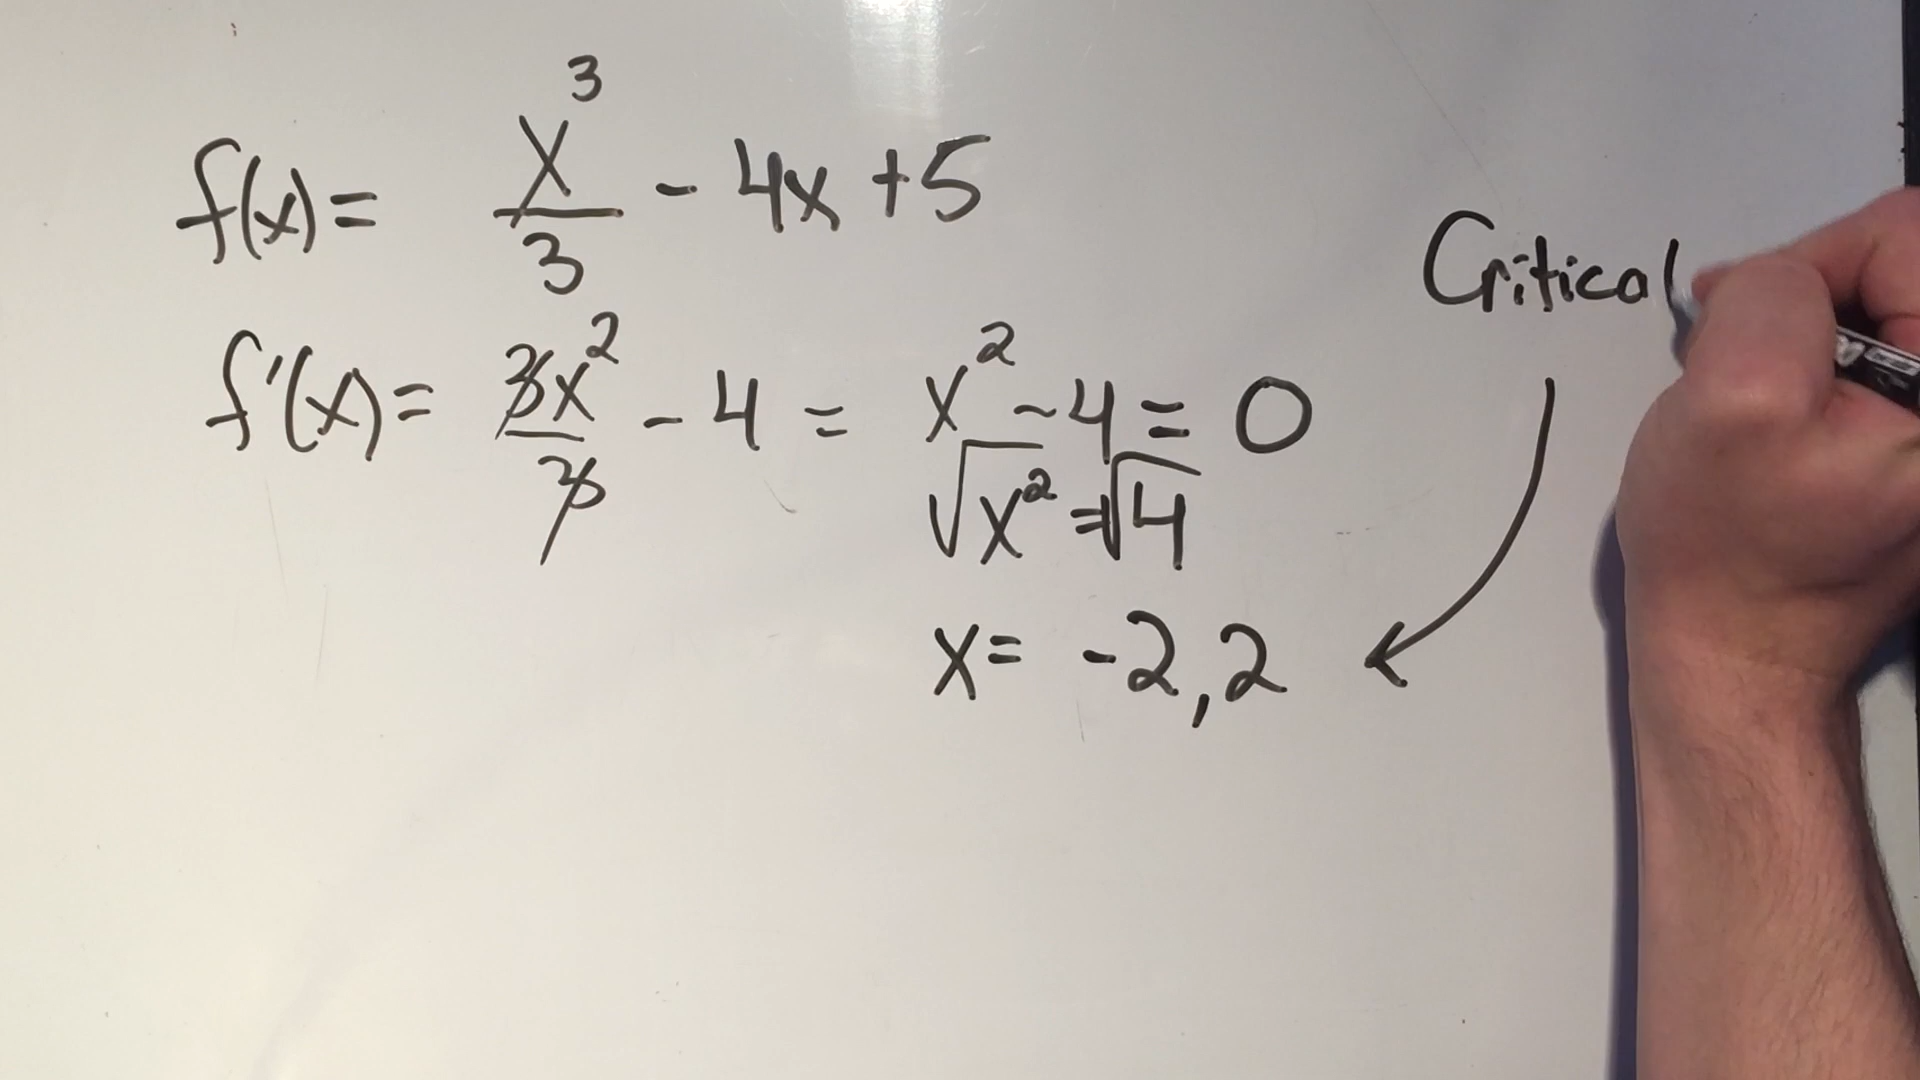 f(x) = x³/3 - 4x + 5
f'(x) = 3x²/3 - 4 = x² - 4 = 0
√x² = √4
x = -2, 2
Critical